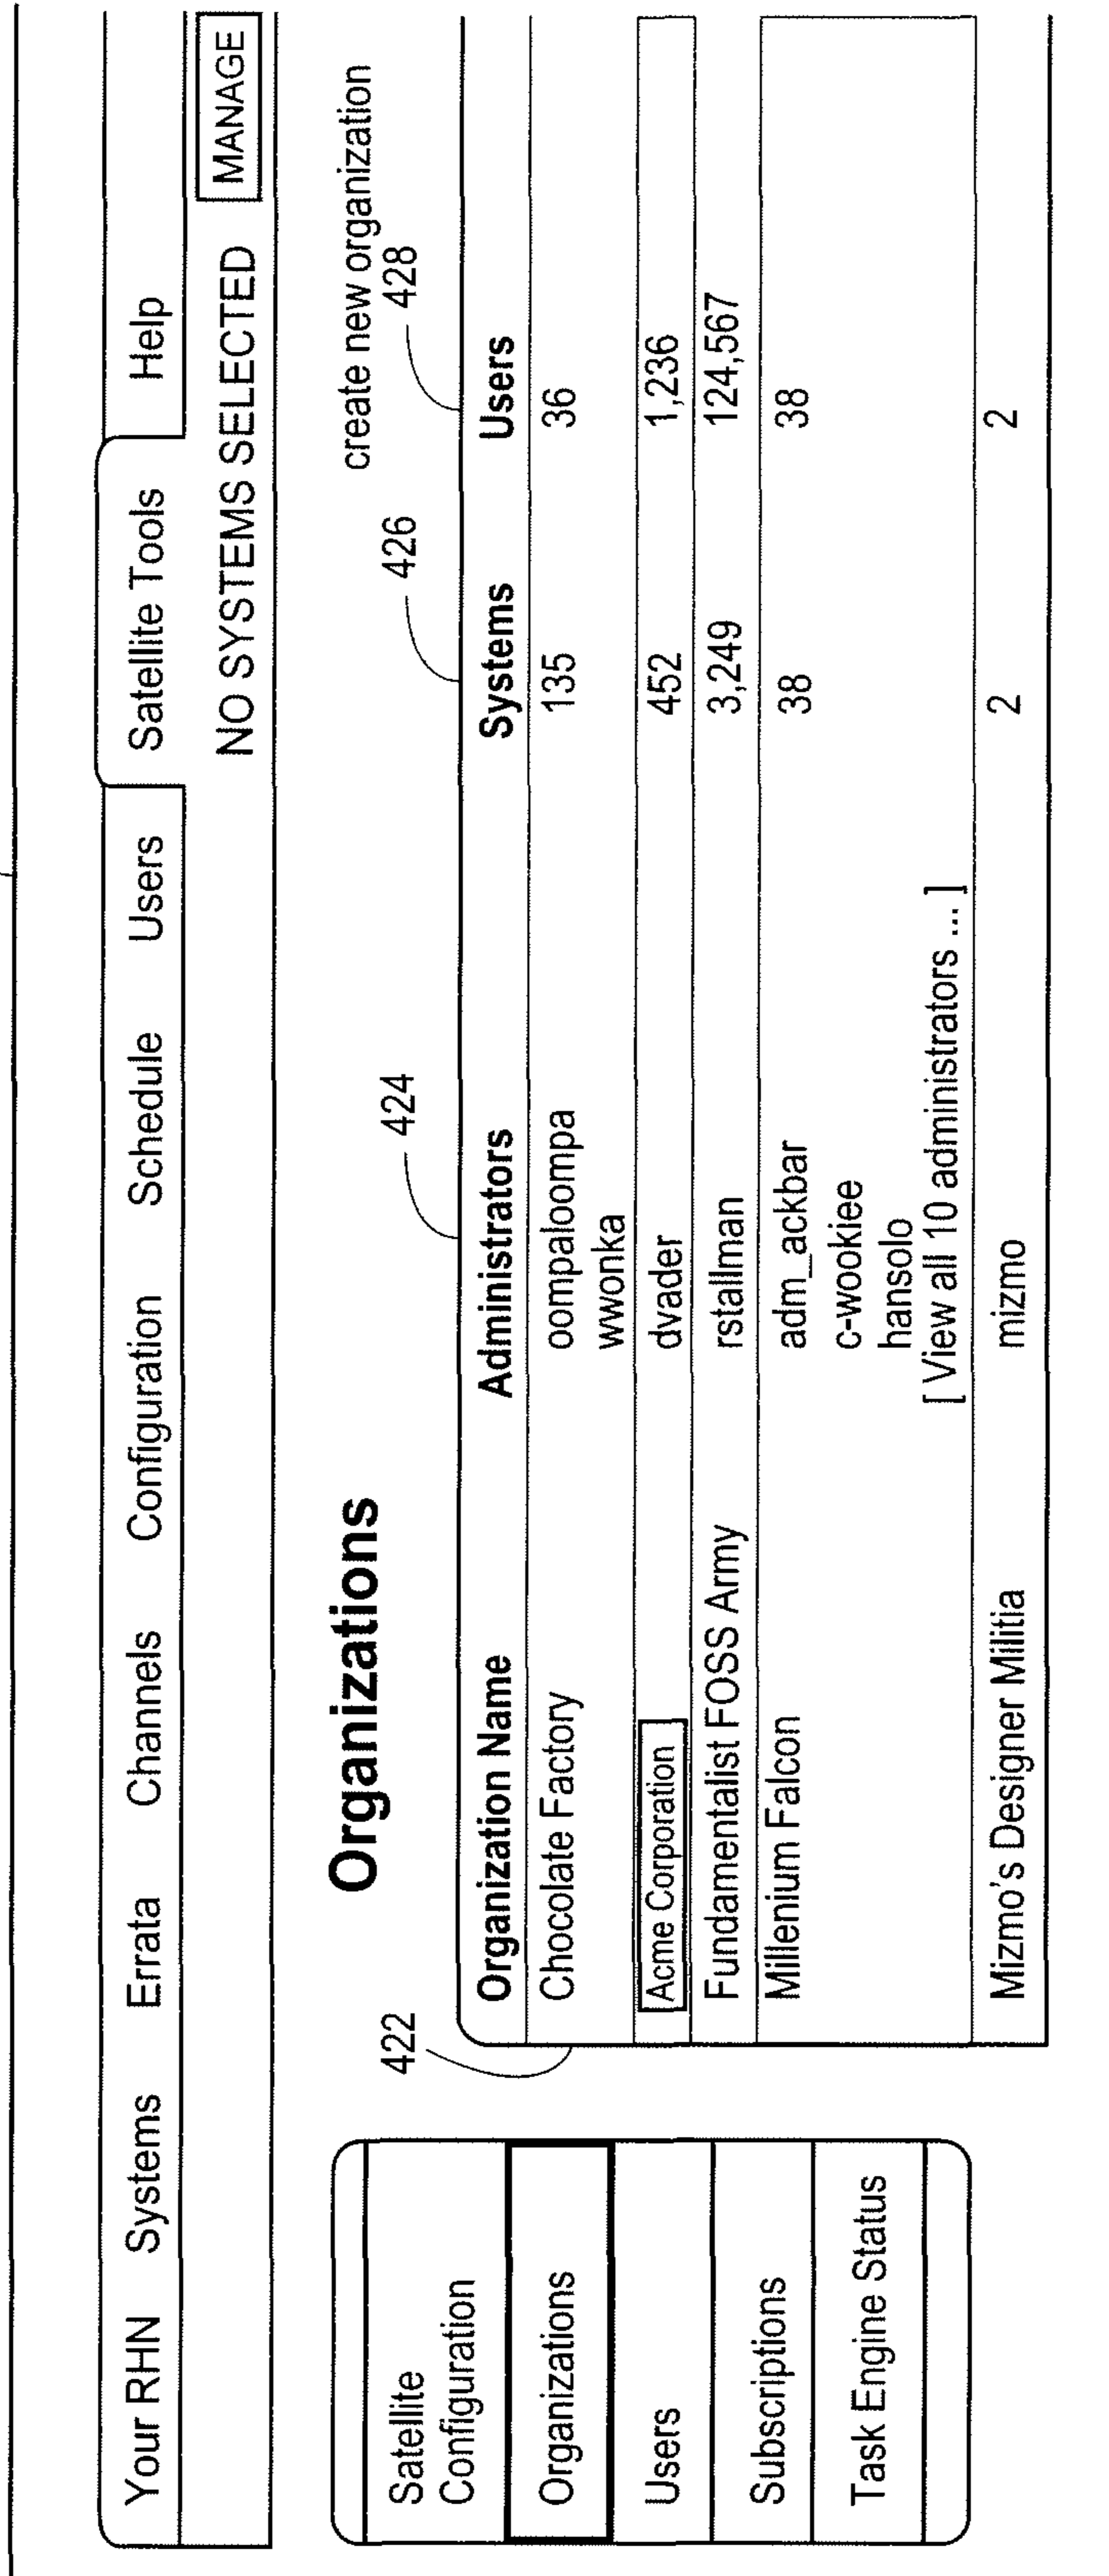 Your RHN Systems Errata Channels Configuration Schedule Users Satellite Tools Help
NO SYSTEMS SELECTED MANAGE
Organizations
create new organization
422 424 426 428
Satellite
Configuration
Organizations
Users
Subscriptions
Task Engine Status
Organization Name Administrators Systems Users
Chocolate Factory oompaloompa 135 36
wwonka
Acme Corporation dvader 452 1,236
Fundamentalist FOSS Army rstallman 3,249 124,567
Millenium Falcon adm_ackbar 38 38
c-wookiee
hansolo
[ View all 10 administrators ... ]
Mizmo's Designer Militia mizmo 2 2